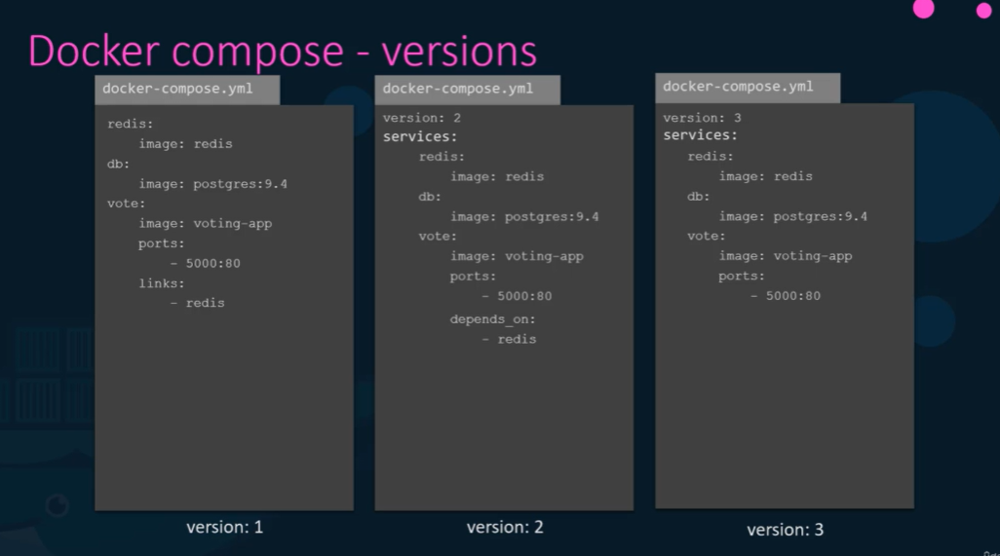 Docker compose - versions
docker-compose.yml
redis:
image: redis
db:
image: postgres:9.4
vote:
image: voting-app
ports:
- 5000:80
links:
- redis
version: 1
docker-compose.yml
version: 2
services:
redis:
image: redis
db:
image: postgres:9.4
vote:
image: voting-app
ports:
- 5000:80
depends_on:
- redis
version: 2
docker-compose.yml
version: 3
services:
redis:
image: redis
db:
image: postgres:9.4
vote:
image: voting-app
ports:
- 5000:80
version: 3